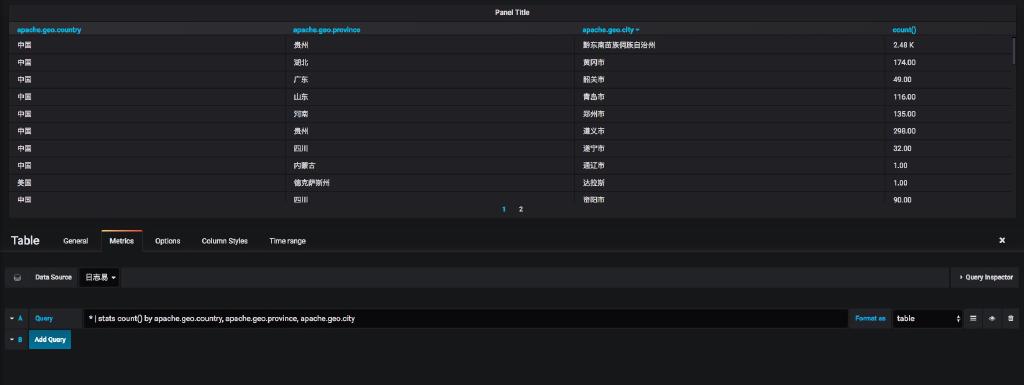 Panel Title
apache.geo.country apache.geo.province apache.geo.city count()
中国 贵州 黔东南苗族侗族自治州 2.48 K
中国 湖北 黄冈市 174.00
中国 广东 韶关市 49.00
中国 山东 青岛市 116.00
中国 河南 郑州市 135.00
中国 贵州 遵义市 298.00
中国 四川 遂宁市 32.00
中国 内蒙古 通辽市 1.00
美国 德克萨斯州 达拉斯 1.00
中国 四川 资阳市 90.00
1 2
Table General Metrics Options Column Styles Time range
Data Source 日志易 Query Inspector
A Query * | stats count() by apache.geo.country, apache.geo.province, apache.geo.city Format as table
B Add Query